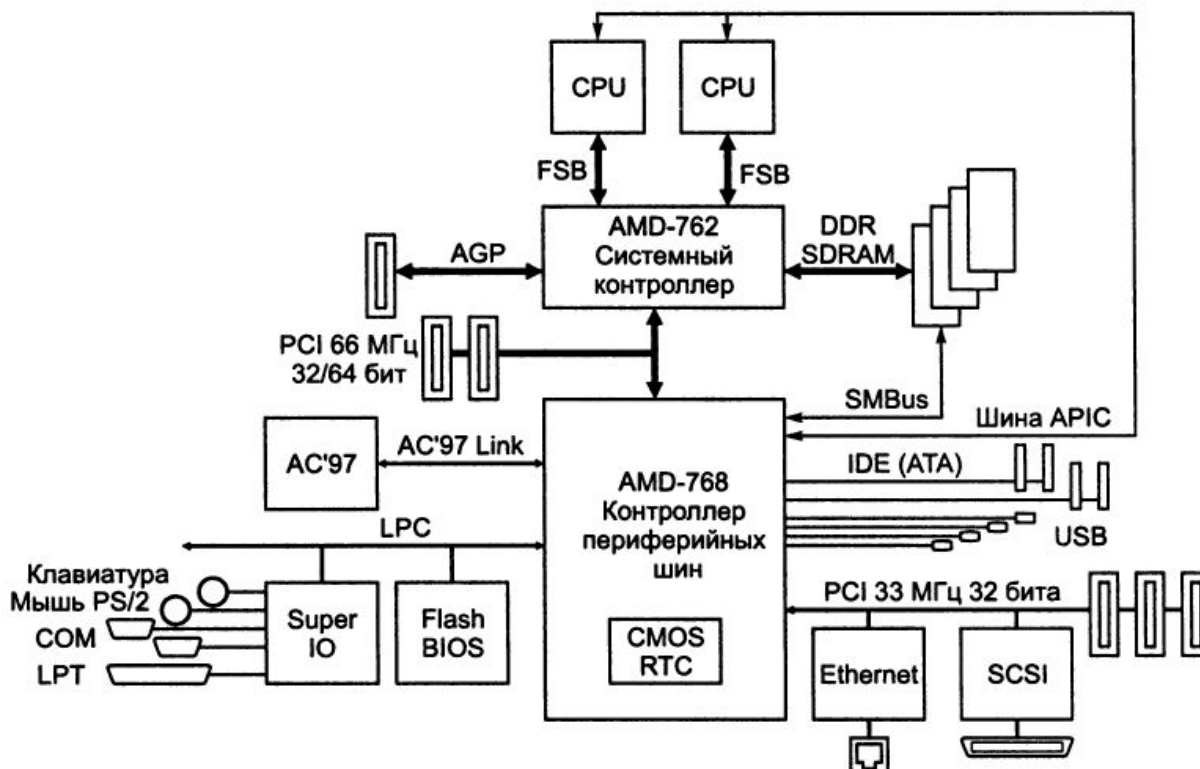 CPU
CPU
FSB
FSB
AMD-762
Системный
контроллер
AGP
DDR
SDRAM
PCI 66 МГц
32/64 бит
SMBus
Шина APIC
AC'97
AC'97 Link
IDE (ATA)
AMD-768
Контроллер
периферийных
шин
USB
LPC
Клавиатура
Мышь PS/2
COM
LPT
Super
IO
Flash
BIOS
CMOS
RTC
PCI 33 МГц 32 бита
Ethernet
SCSI